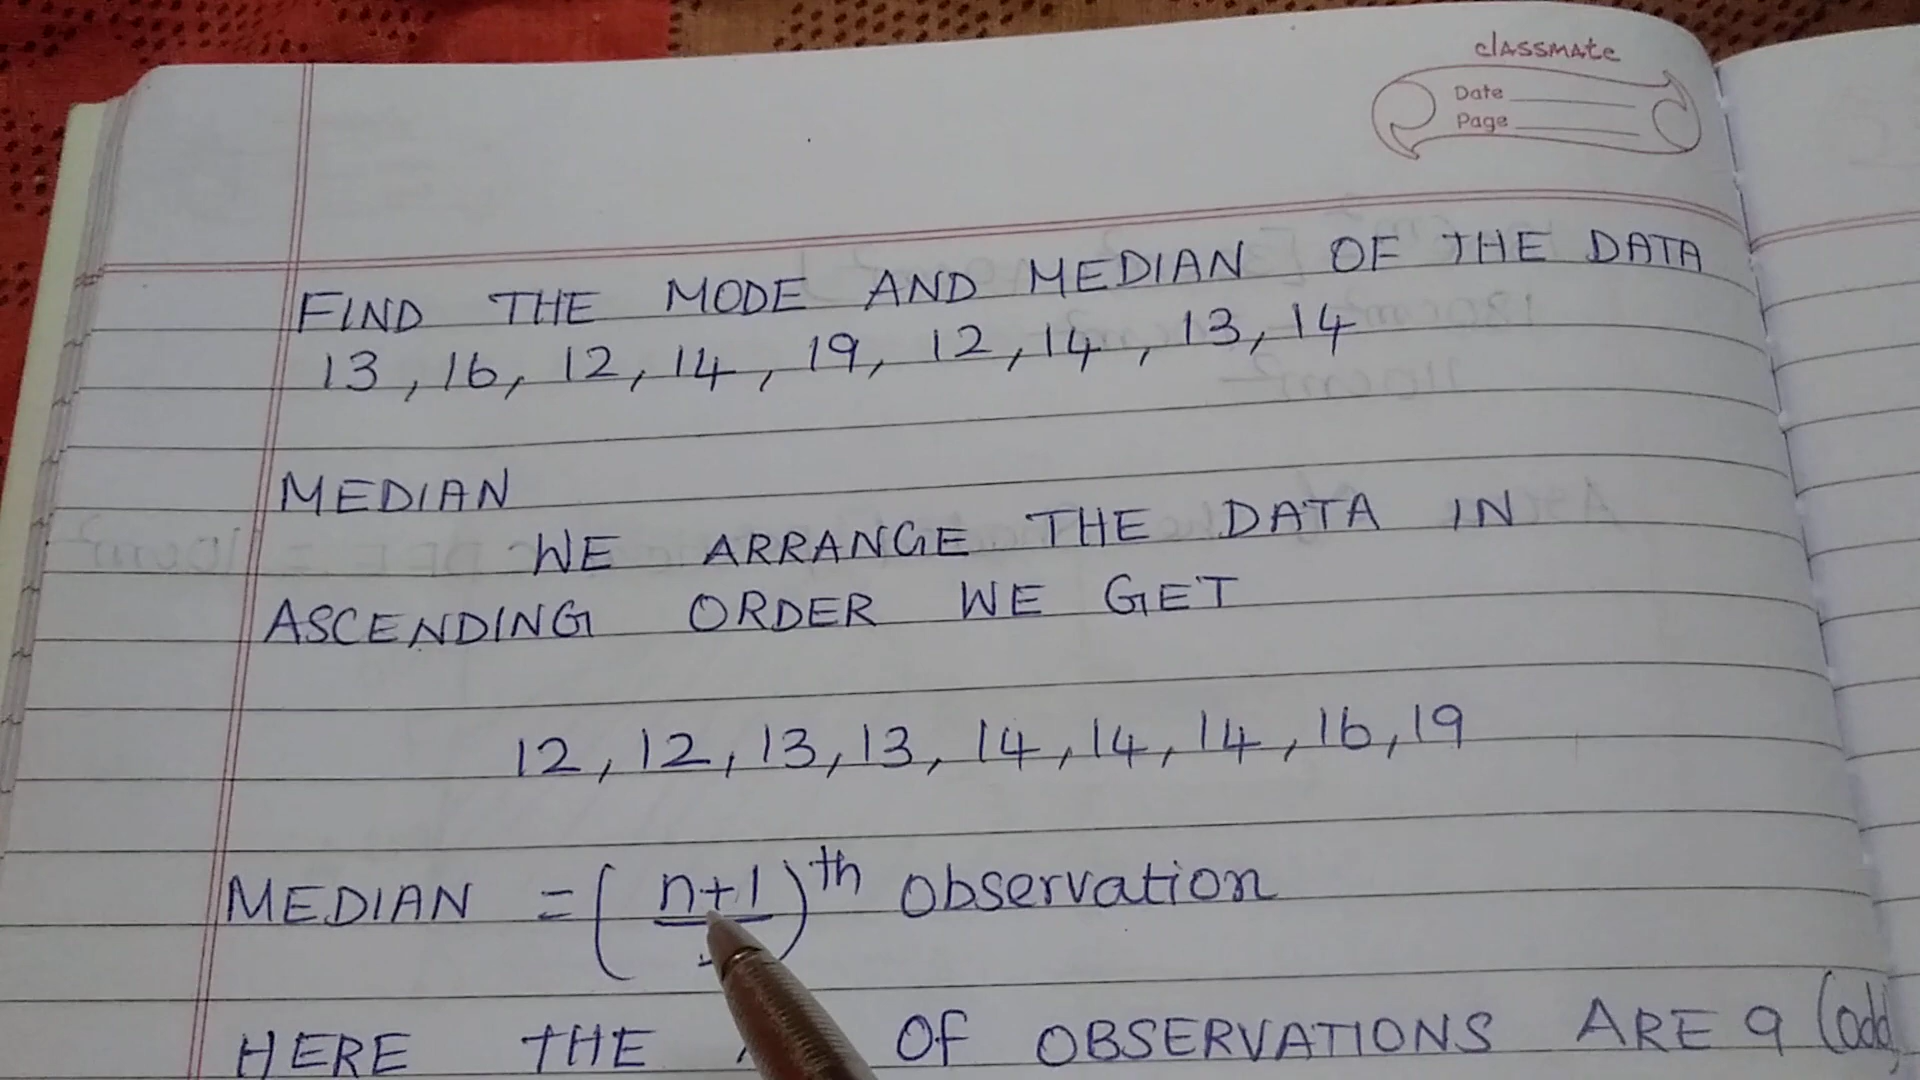 classmate
Date
Page
FIND THE MODE AND MEDIAN OF THE DATA
13, 16, 12, 14, 19, 12, 14, 13, 14
MEDIAN
WE ARRANGE THE DATA IN
ASCENDING ORDER WE GET
12, 12, 13, 13, 14, 14, 14, 16, 19
MEDIAN = (n+1)th observation
HERE THE OF OBSERVATIONS ARE 9 (odd)